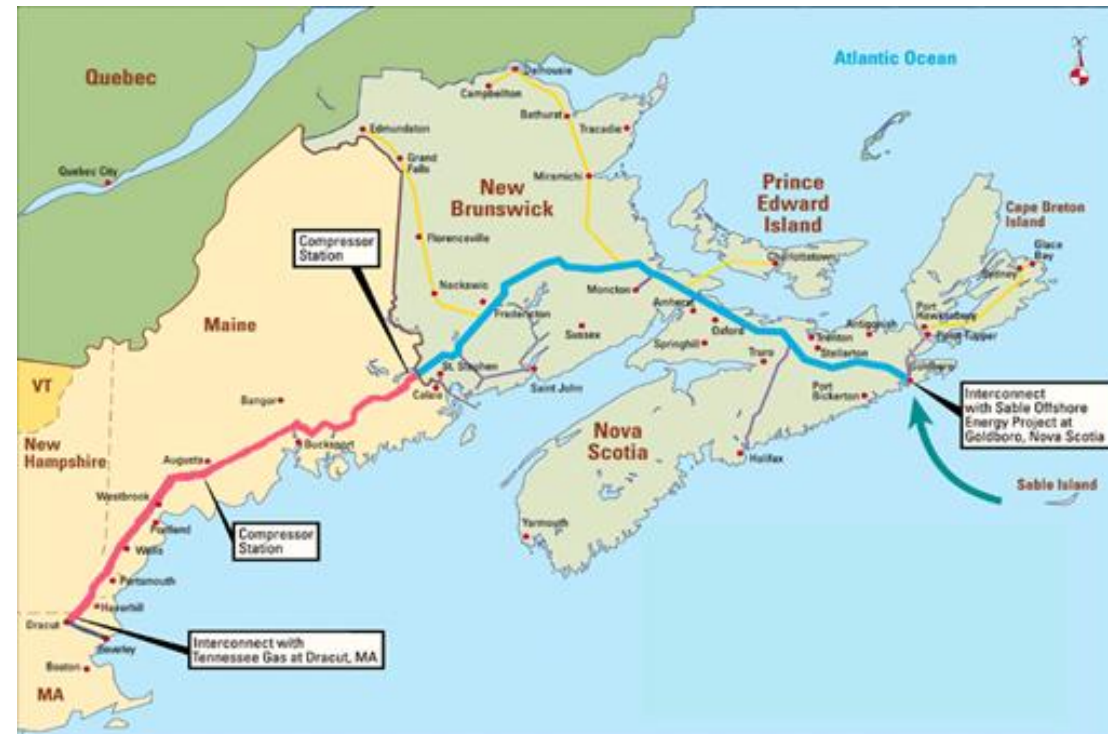 Quebec
Atlantic Ocean
Dalhousie
Campbellton
Bathurst
Tracadie
Edmundston
Grand
Falls
Quebec City
Miramichi
New
Brunswick
Prince
Edward
Island
Cape Breton
Island
Glace
Bay
Sydney
Compressor
Station
Florenceville
Charlottetown
Nackawic
Moncton
Port
Hawkesbury
Point Tupper
Amherst
Fredericton
Antigonish
Maine
Sussex
Oxford
Trenton
Stellarton
Springhill
Truro
Goldboro
St. Stephen
Saint John
VT
Calais
Port
Bickerton
Interconnect
with Sable Offshore
Energy Project at
Goldboro, Nova Scotia
Bangor
New
Hampshire
Bucksport
Nova
Scotia
Augusta
Halifax
Sable Island
Westbrook
Portland
Compressor
Station
Yarmouth
Wells
Portsmouth
Haverhill
Dracut
Interconnect with
Tennessee Gas at Dracut, MA
Beverley
Boston
MA